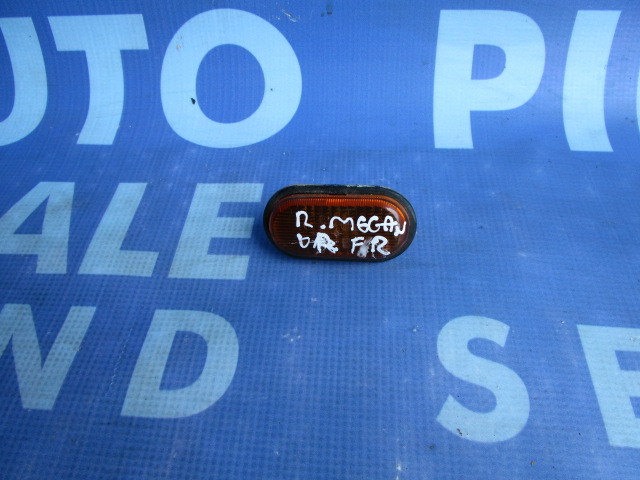 UTO PI
ALE
R. MEGAN
FR
ND SE